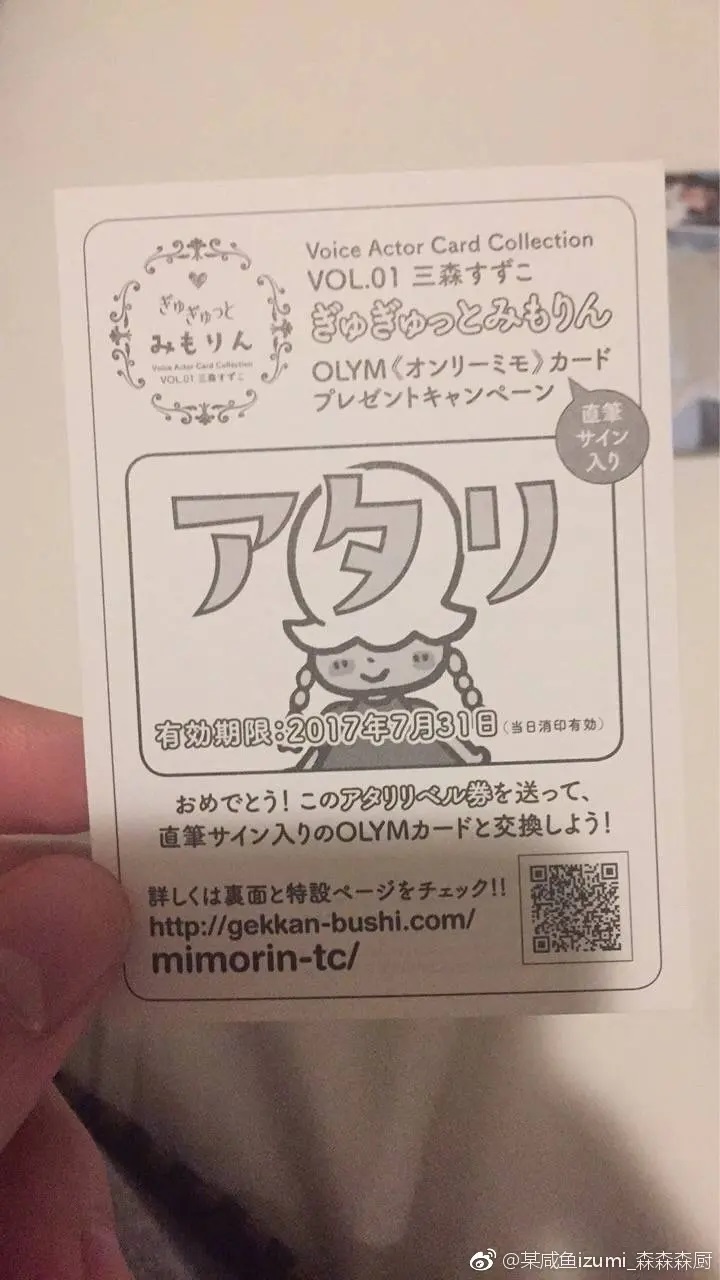 ぎゅぎゅっと
みもりん
Voice Actor Card Collection
VOL.01 三森すずこ
Voice Actor Card Collection
VOL.01 三森すずこ
ぎゅぎゅっとみもりん
OLYM《オンリーミモ》カード
プレゼントキャンペーン
直筆
サイン
入り
アタリ
有効期限:2017年7月31日(当日消印有効)
おめでとう!このアタリリベル券を送って、
直筆サイン入りのOLYMカードと交換しよう!
詳しくは裏面と特設ページをチェック!!
http://gekkan-bushi.com/
mimorin-tc/
@某咸鱼izumi_森森森厨